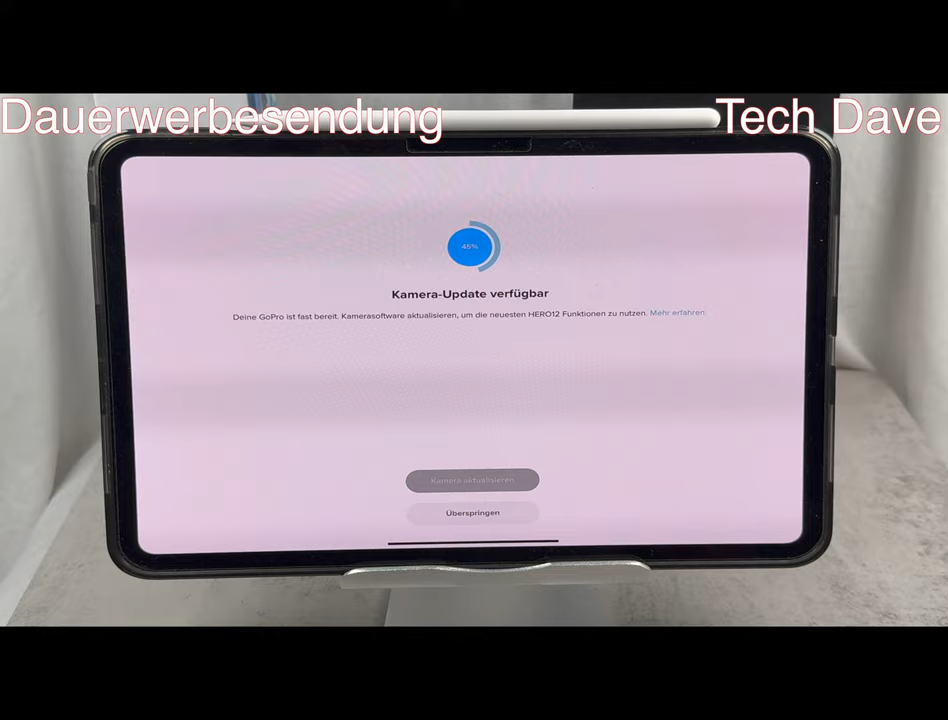 Dauerwerbesendung
Tech Dave
45%
Kamera-Update verfügbar
Deine GoPro ist fast bereit. Kamerasoftware aktualisieren, um die neuesten HERO12 Funktionen zu nutzen. Mehr erfahren.
Kamera aktualisieren
Überspringen